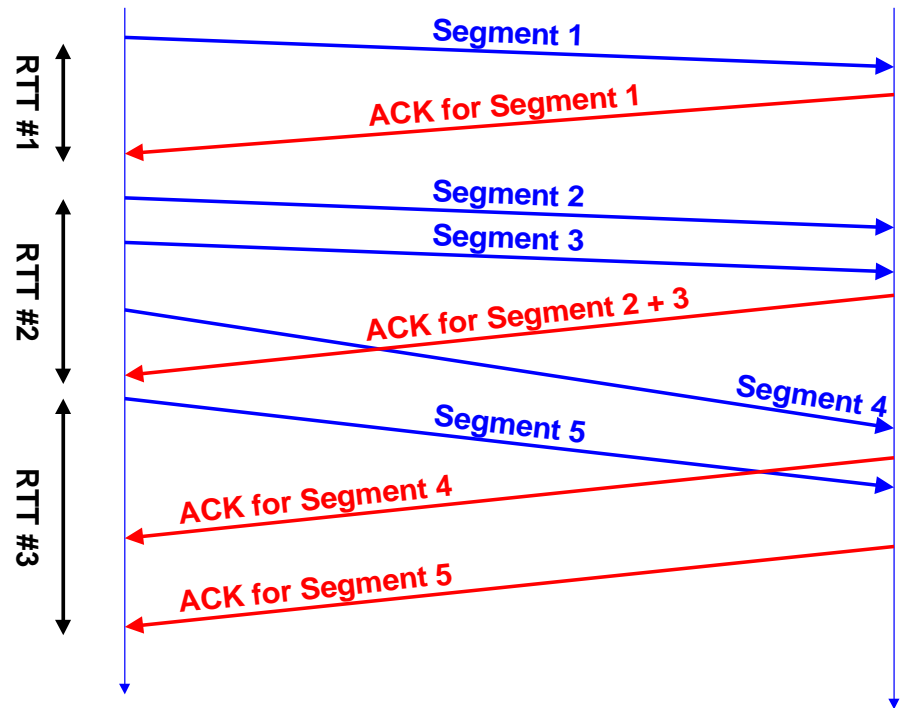 Segment 1
RTT #1
ACK for Segment 1
Segment 2
Segment 3
RTT #2
ACK for Segment 2 + 3
Segment 4
Segment 5
RTT #3
ACK for Segment 4
ACK for Segment 5